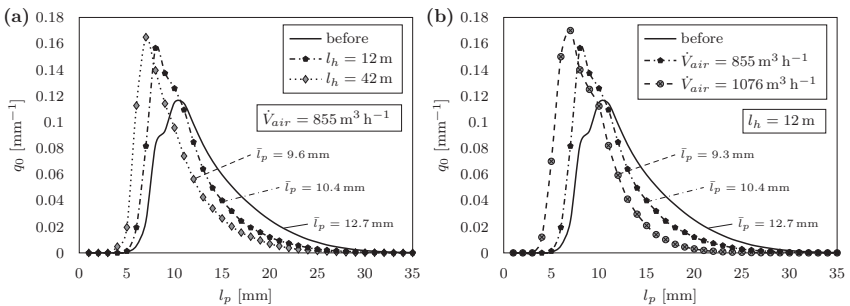 (a)
0.18
0.16
0.14
0.12
0.1
0.08
0.06
0.04
0.02
0
q₀ [mm⁻¹]
before
l_h = 12 m
l_h = 42 m
V̇_air = 855 m³ h⁻¹
l̄_p = 9.6 mm
l̄_p = 10.4 mm
l̄_p = 12.7 mm
0 5 10 15 20 25 30 35
l_p [mm]
(b)
0.18
0.16
0.14
0.12
0.1
0.08
0.06
0.04
0.02
0
q₀ [mm⁻¹]
before
V̇_air = 855 m³ h⁻¹
V̇_air = 1076 m³ h⁻¹
l_h = 12 m
l̄_p = 9.3 mm
l̄_p = 10.4 mm
l̄_p = 12.7 mm
0 5 10 15 20 25 30 35
l_p [mm]